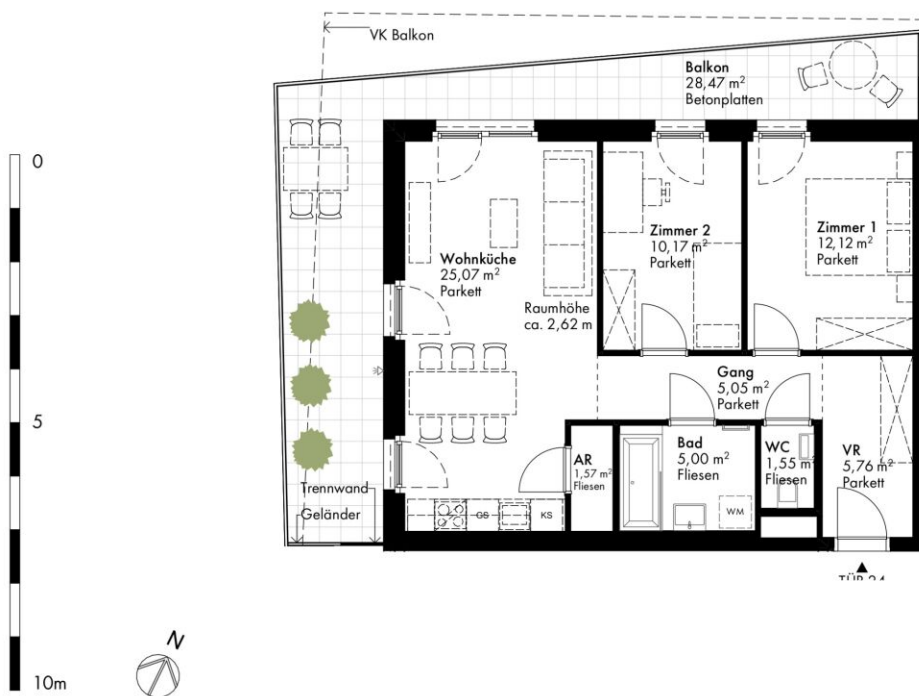 VK Balkon
Balkon
28,47 m²
Betonplatten
0
Wohnküche
25,07 m²
Parkett
Zimmer 2
10,17 m²
Parkett
Zimmer 1
12,12 m²
Parkett
Raumhöhe
ca. 2,62 m
Gang
5,05 m²
Parkett
5
AR
1,57 m²
Fliesen
Bad
5,00 m²
Fliesen
WC
1,55 m²
Fliesen
VR
5,76 m²
Parkett
Trennwand
Geländer
GS
KS
WM
TÜR 24
N
10m